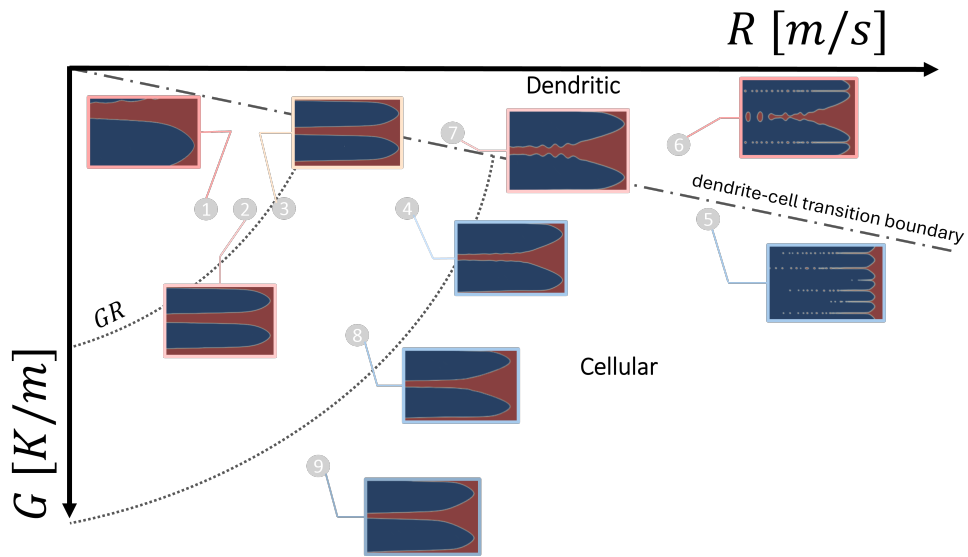 R [m/s]
Dendritic
7
6
1
2
3
4
5
dendrite-cell transition boundary
GR
8
Cellular
G [K/m]
9